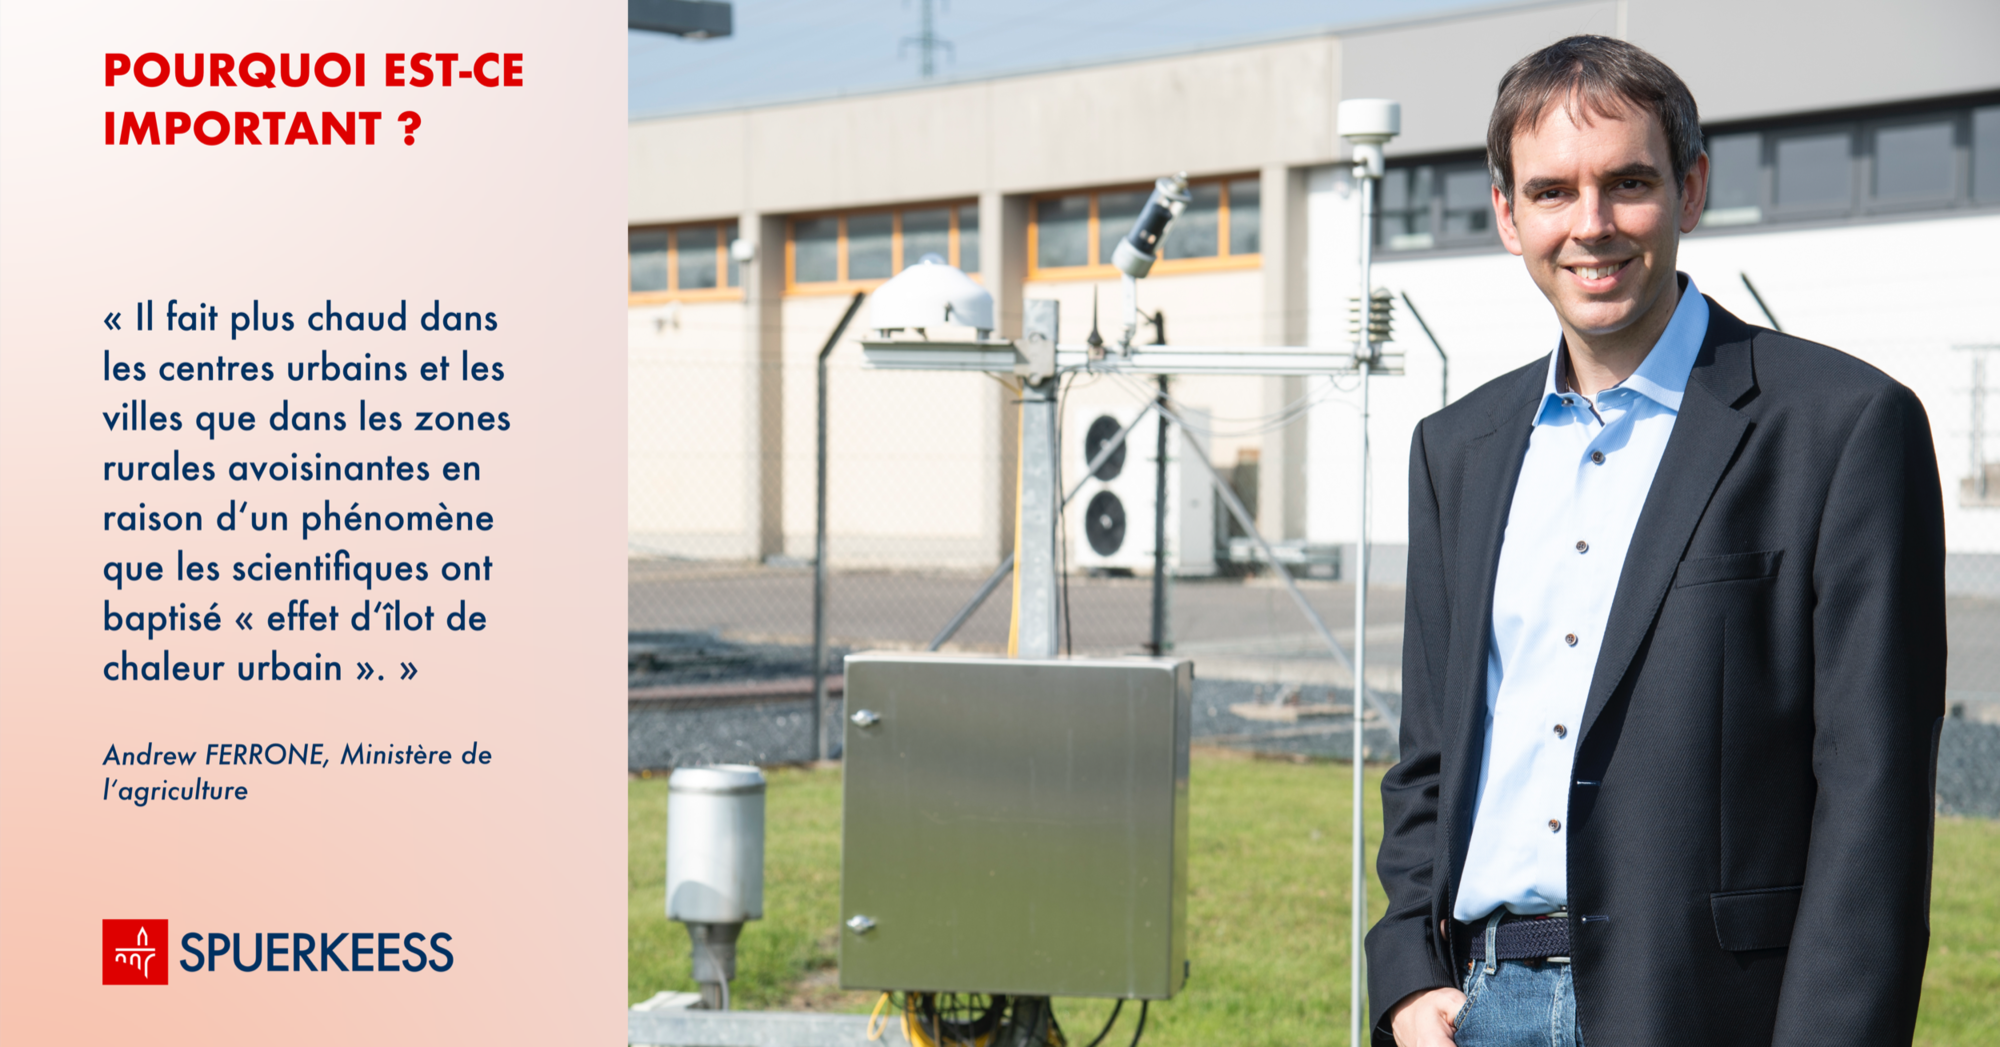 POURQUOI EST-CE
IMPORTANT ?
« Il fait plus chaud dans
les centres urbains et les
villes que dans les zones
rurales avoisinantes en
raison d‘un phénomène
que les scientifiques ont
baptisé « effet d‘îlot de
chaleur urbain ». »
Andrew FERRONE, Ministère de
l‘agriculture
SPUERKEESS